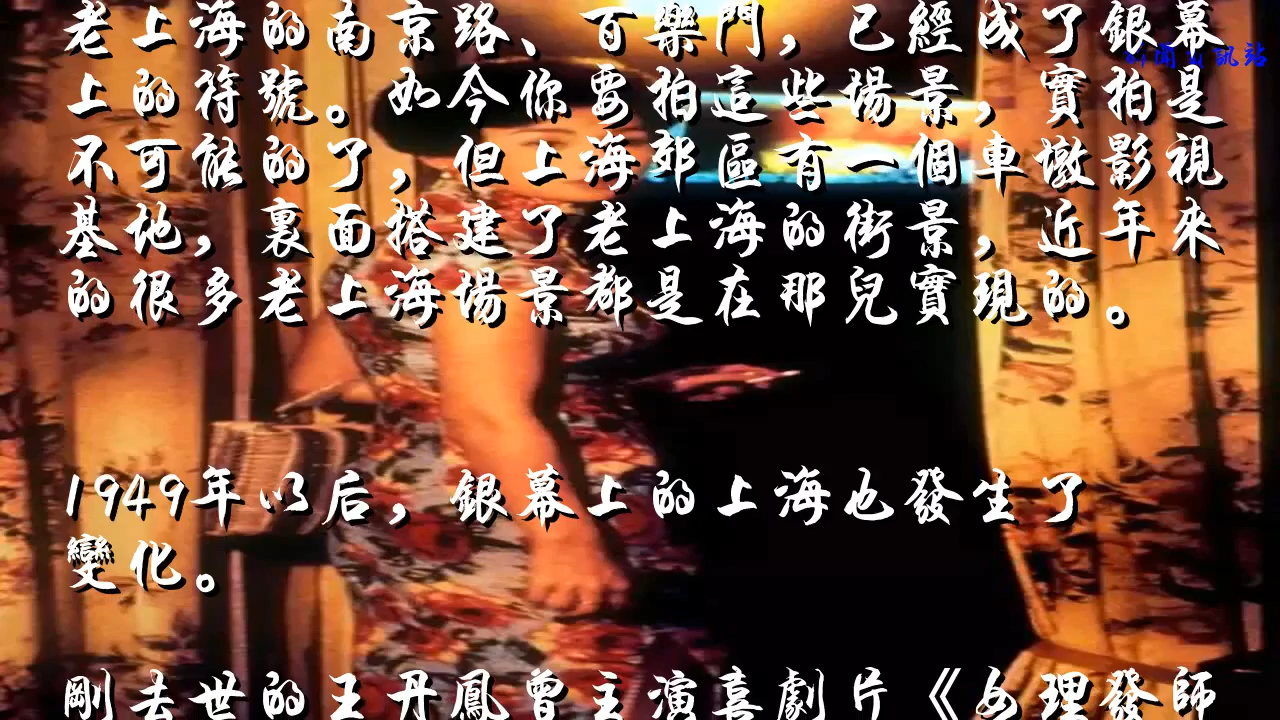 老上海的南京路、百樂門，已經成了銀幕
上的符號。如今你要拍這些場景，實拍是
不可能的了，但上海郊區有一個車墩影視
基地，裏面搭建了老上海的街景，近年來
的很多老上海場景都是在那兒實現的。
1949年以后，銀幕上的上海也發生了
變化。
剛去世的王丹鳳曾主演喜劇片《女理發師